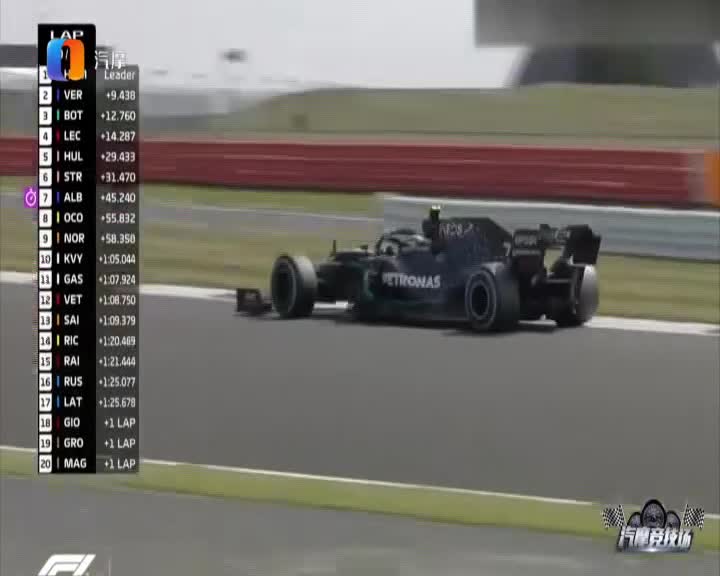 LAP
汽摩
1 Leader
2 VER +9.438
3 BOT +12.760
4 LEC +14.287
5 HUL +29.433
6 STR +31.470
7 ALB +45.240
8 OCO +55.832
9 NOR +58.350
10 KVY +1:05.044
11 GAS +1:07.924
12 VET +1:08.750
13 SAI +1:09.379
14 RIC +1:20.469
15 RAI +1:21.444
16 RUS +1:25.077
17 LAT +1:25.678
18 GIO +1 LAP
19 GRO +1 LAP
20 MAG +1 LAP
INEOS
PETRONAS
汽摩竞技场
F1